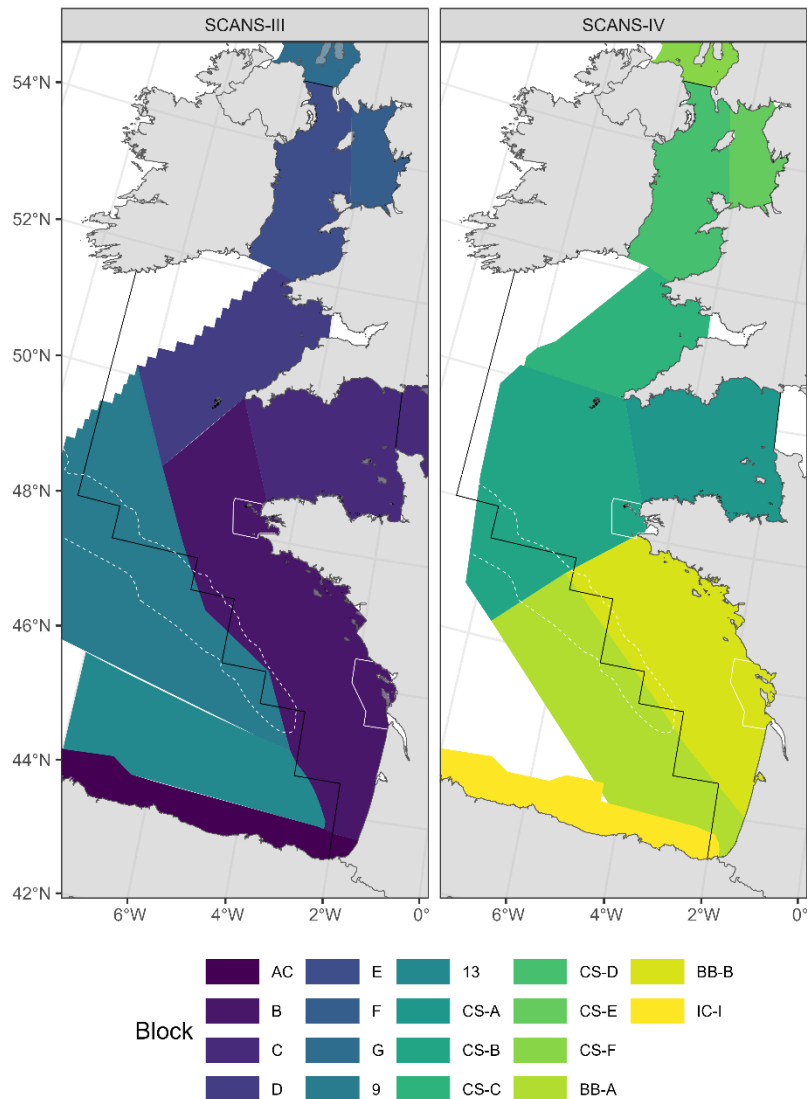 SCANS-III SCANS-IV
54°N
52°N
50°N
48°N
46°N
44°N
42°N
6°W 4°W 2°W 0° 6°W 4°W 2°W 0°
Block
AC E 13 CS-D BB-B
B F CS-A CS-E IC-I
C G CS-B CS-F
D 9 CS-C BB-A